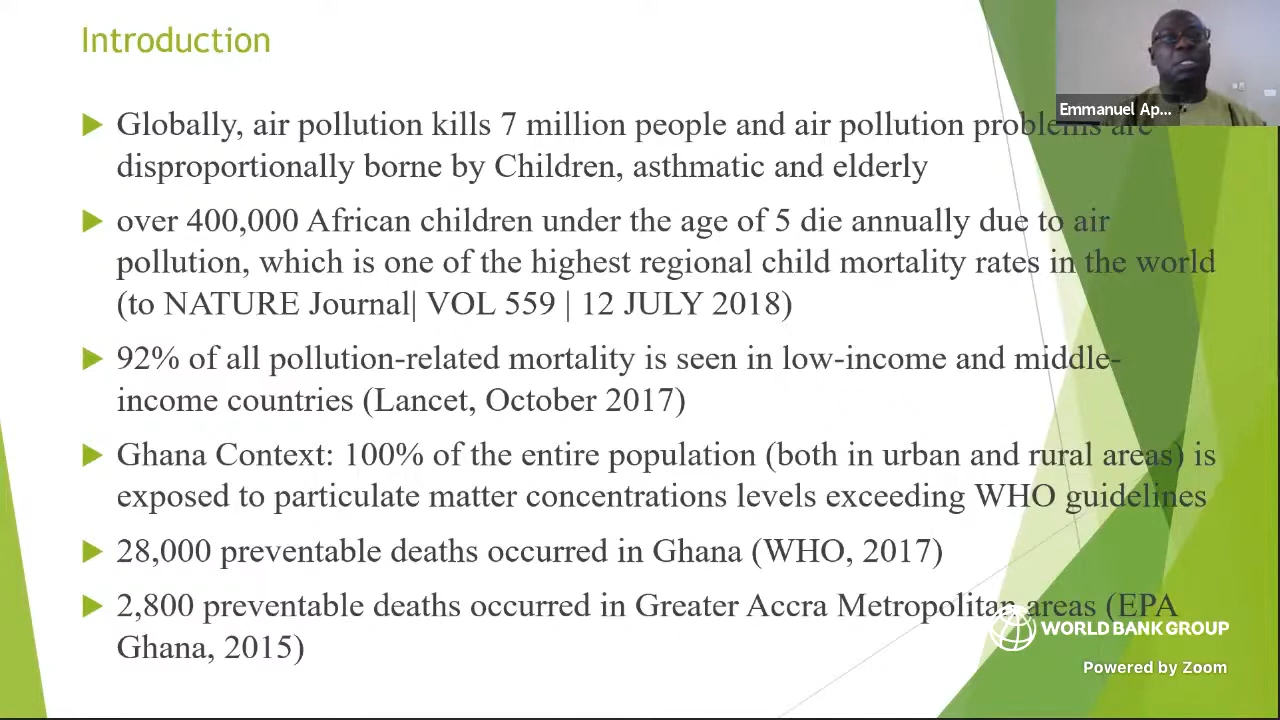 Introduction
Emmanuel Ap...
Globally, air pollution kills 7 million people and air pollution problems are
disproportionally borne by Children, asthmatic and elderly
over 400,000 African children under the age of 5 die annually due to air
pollution, which is one of the highest regional child mortality rates in the world
(to NATURE Journal| VOL 559 | 12 JULY 2018)
92% of all pollution-related mortality is seen in low-income and middle-
income countries (Lancet, October 2017)
Ghana Context: 100% of the entire population (both in urban and rural areas) is
exposed to particulate matter concentrations levels exceeding WHO guidelines
28,000 preventable deaths occurred in Ghana (WHO, 2017)
2,800 preventable deaths occurred in Greater Accra Metropolitan areas (EPA
Ghana, 2015)
WORLD BANK GROUP
Powered by Zoom